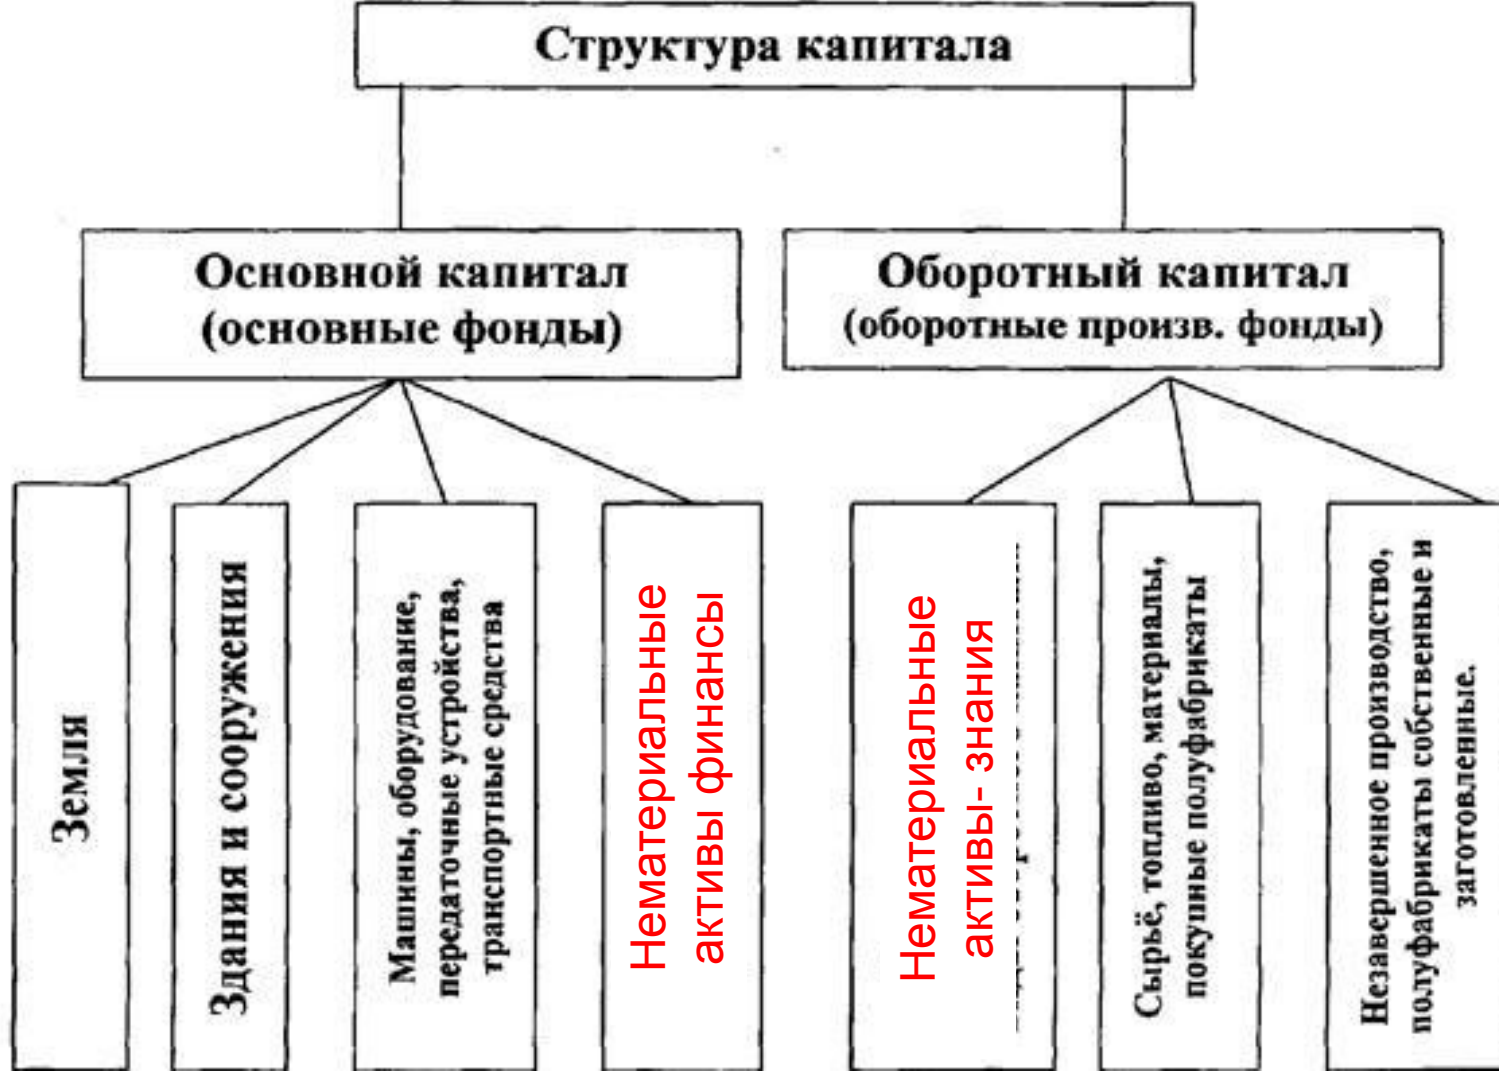 Структура капитала
Основной капитал
(основные фонды)
Оборотный капитал
(оборотные произв. фонды)
Земля
Здания и сооружения
Машины, оборудование,
передаточные устройства,
транспортные средства
Нематериальные
активы финансы
Нематериальные
активы- знания
Сырьё, топливо, материалы,
покупные полуфабрикаты
Незавершенное производство,
полуфабрикаты собственные и
заготовленные.